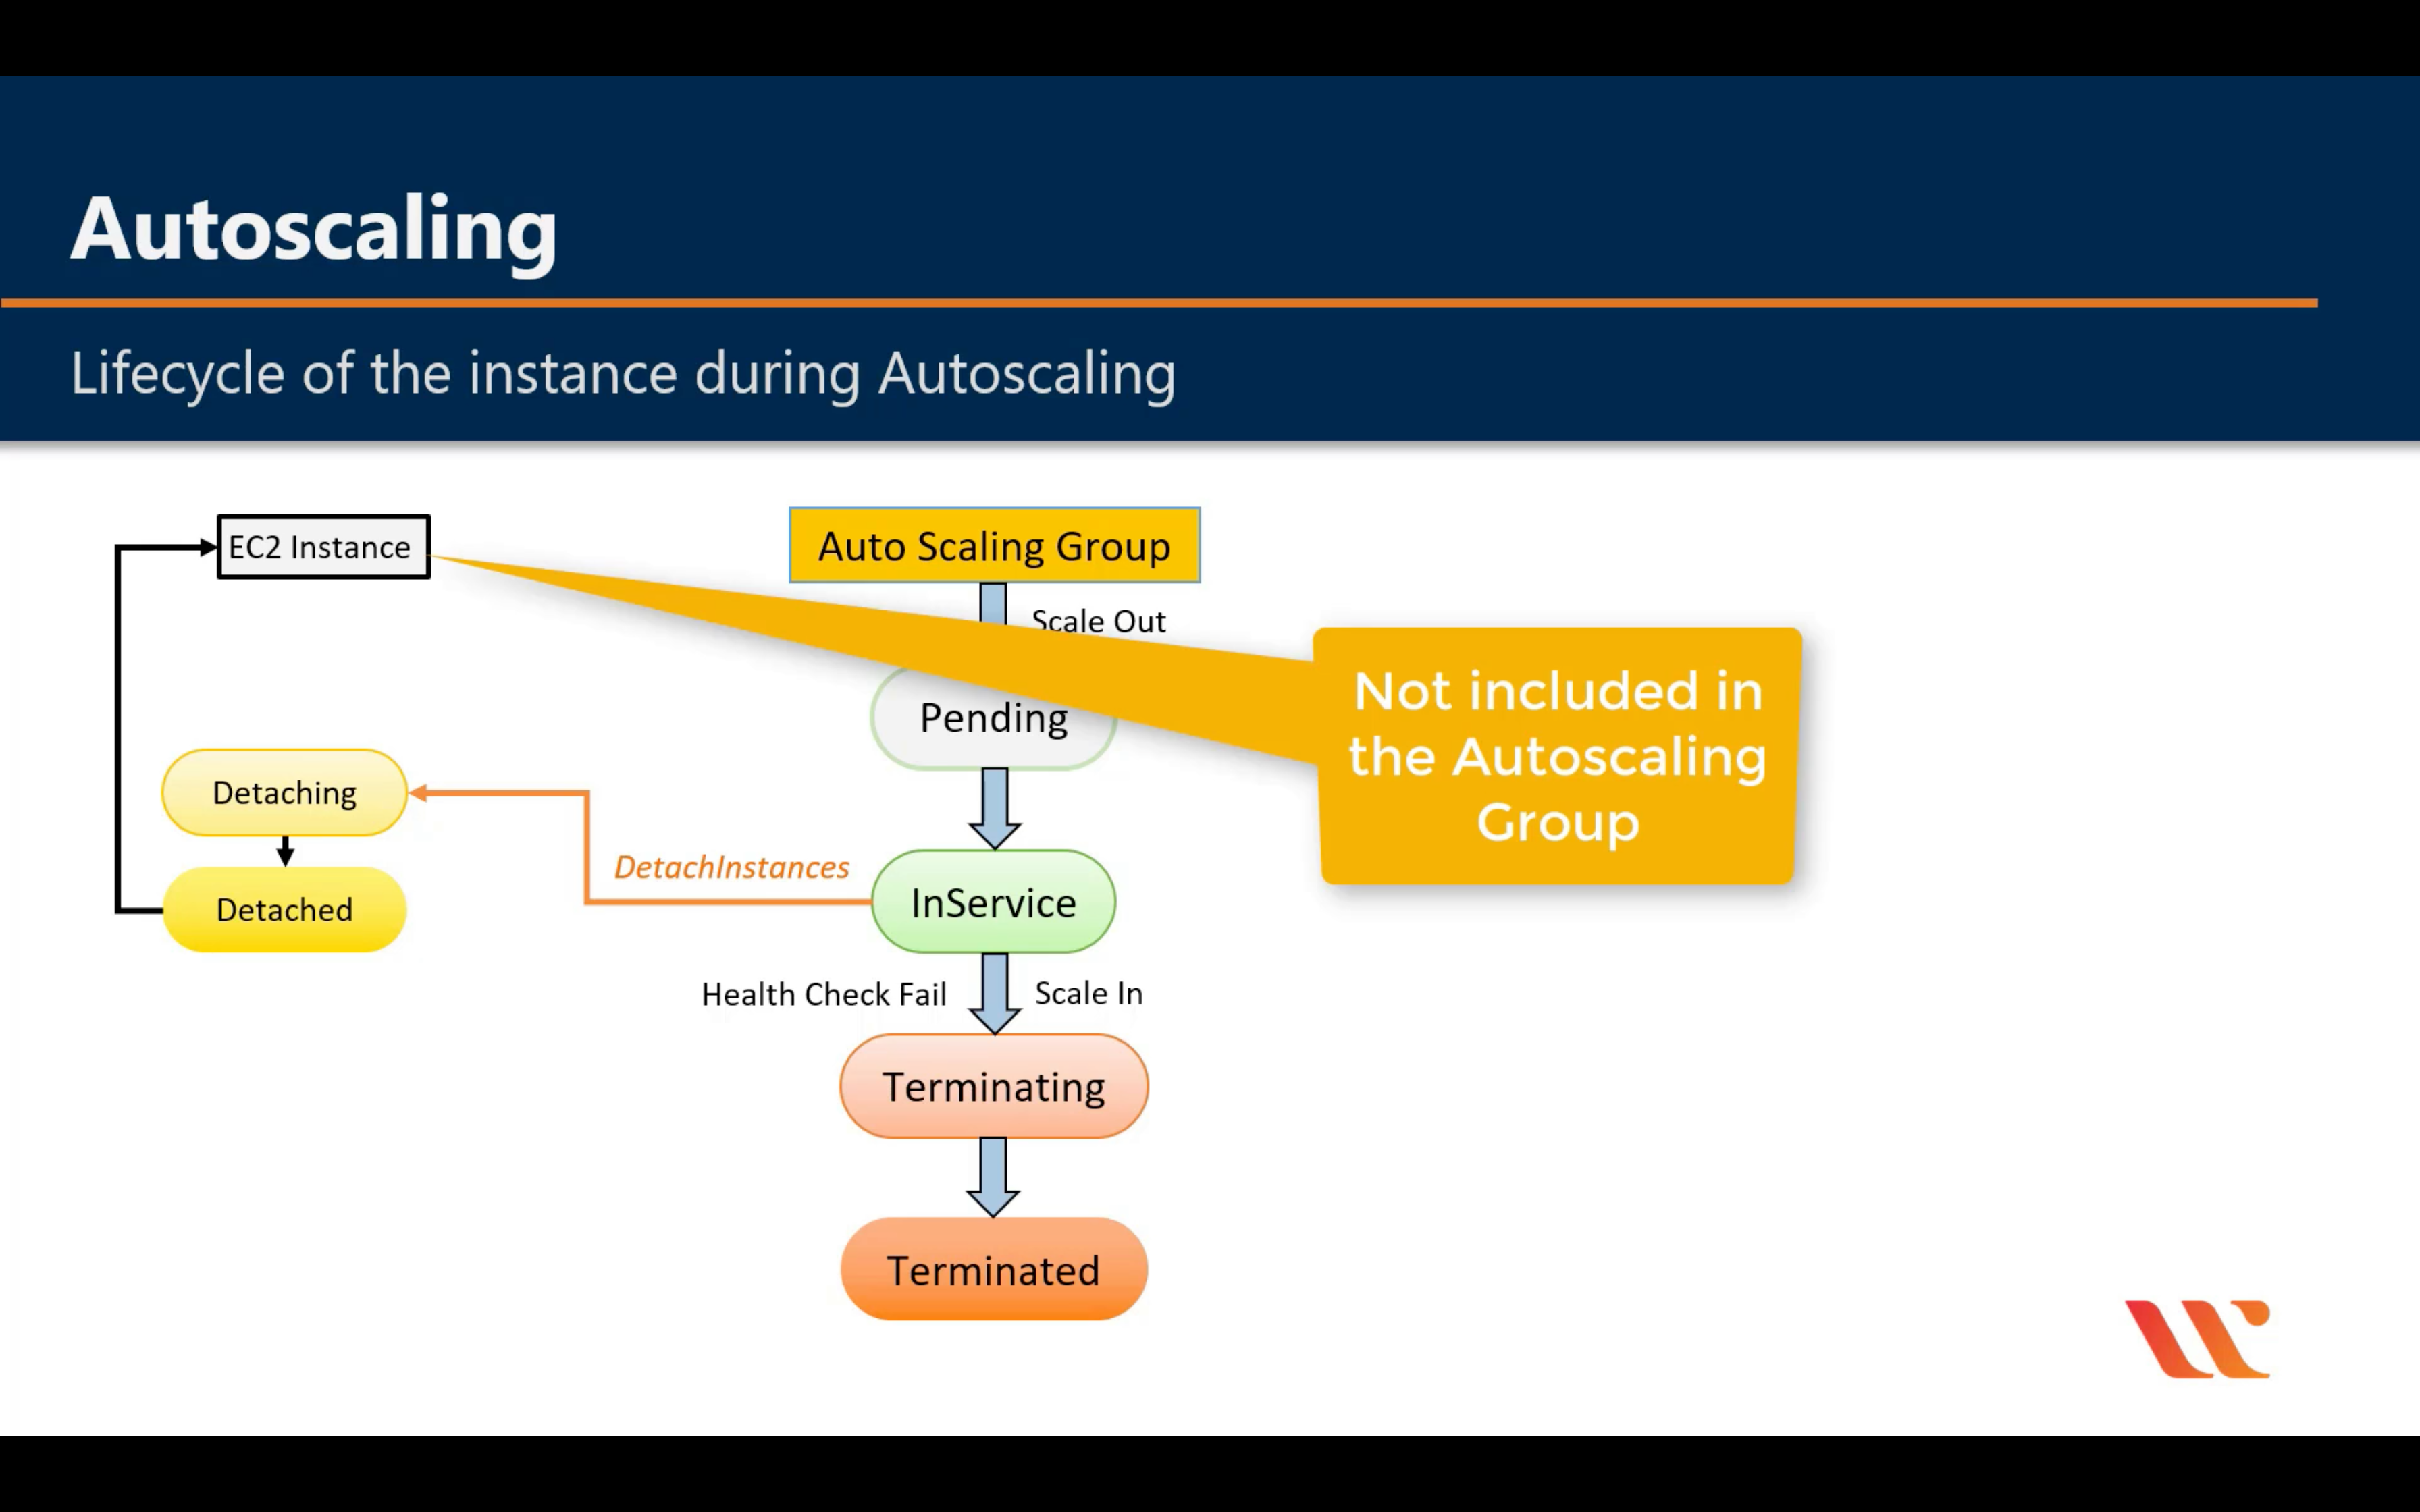 Autoscaling
Lifecycle of the instance during Autoscaling
EC2 Instance
Auto Scaling Group
Scale Out
Not included in
the Autoscaling
Group
Pending
Detaching
DetachInstances
InService
Detached
Health Check Fail
Scale In
Terminating
Terminated